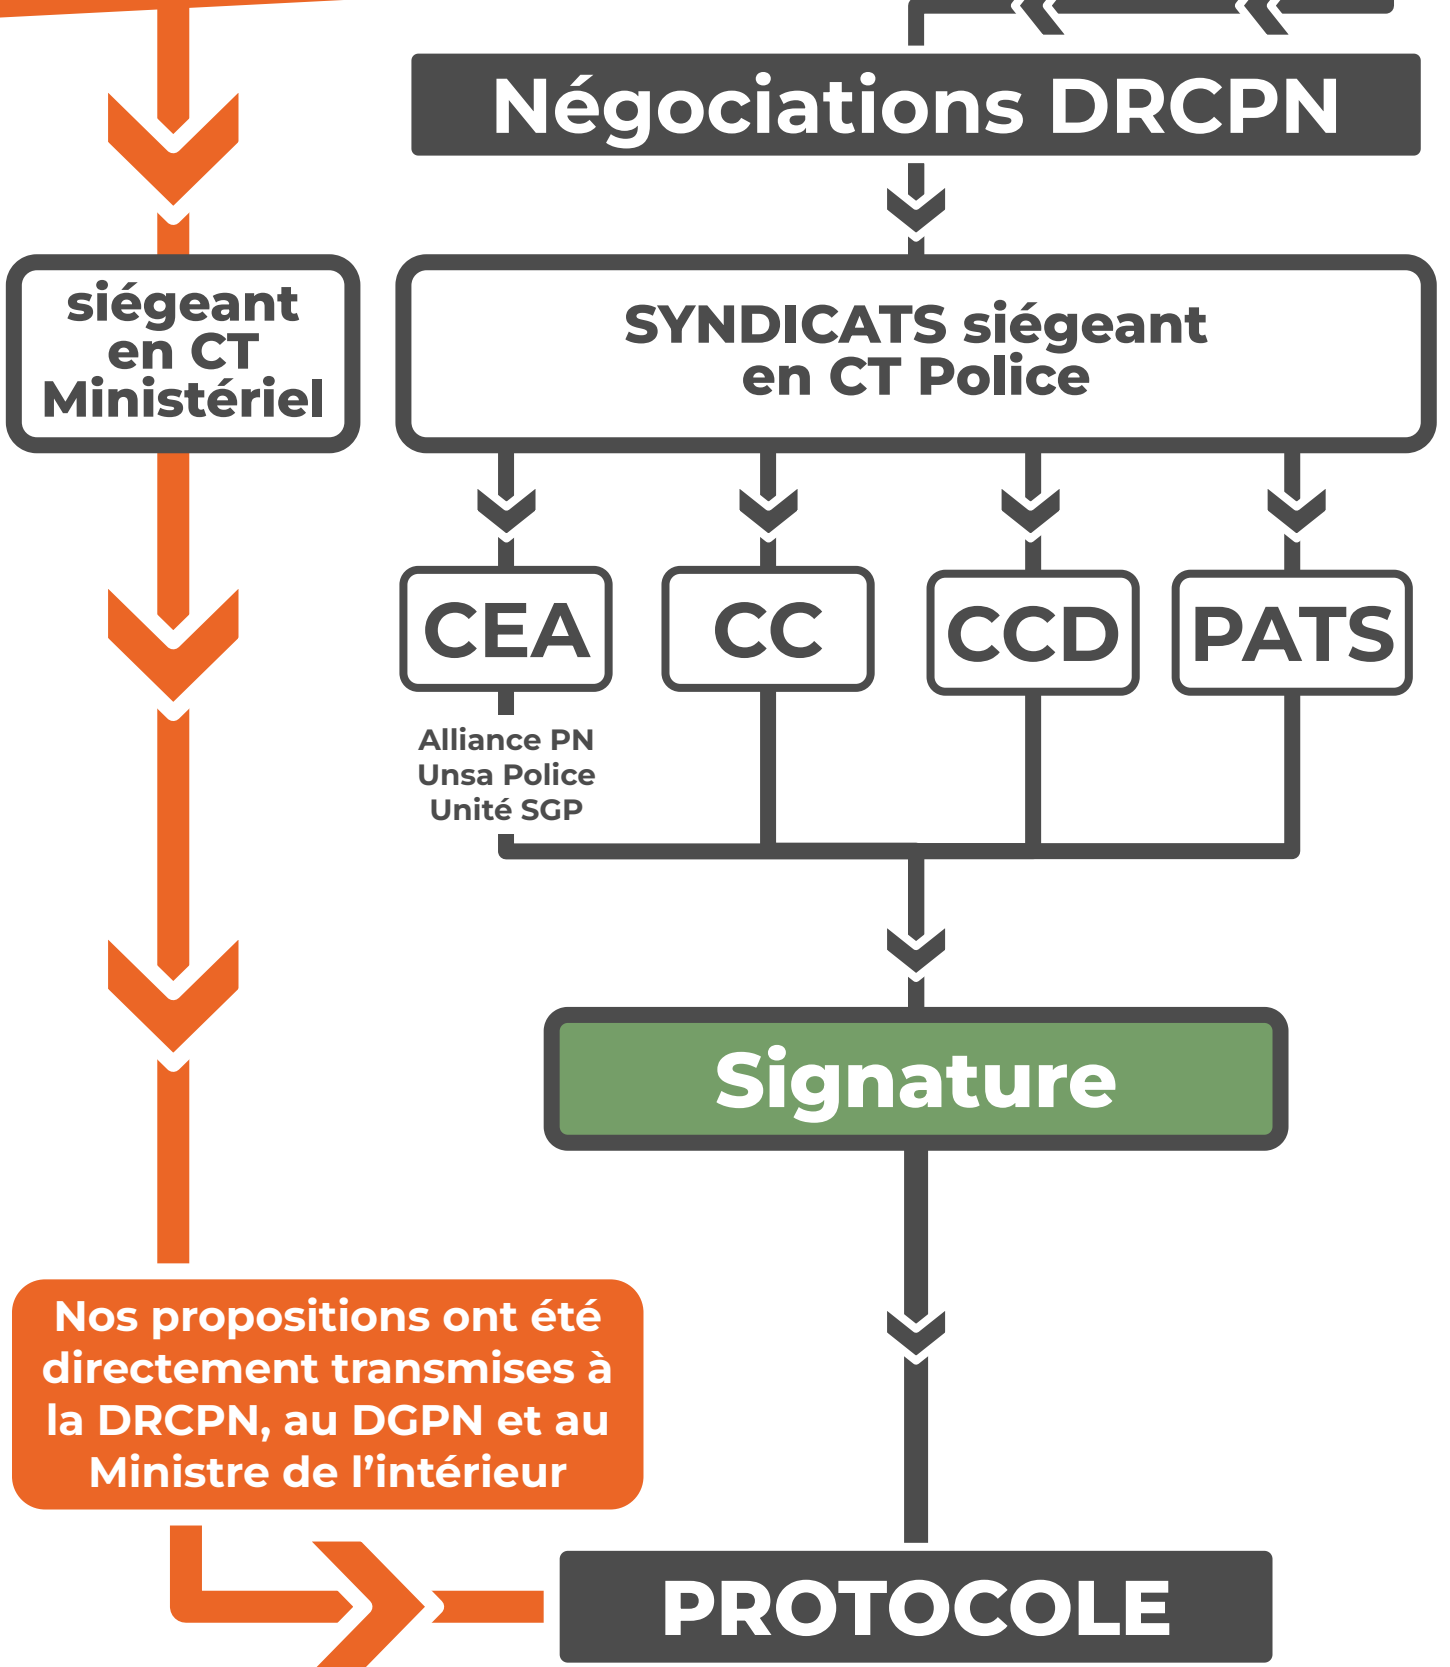 Négociations DRCPN
siégeant
en CT
Ministériel
SYNDICATS siégeant
en CT Police
CEA
CC
CCD
PATS
Alliance PN
Unsa Police
Unité SGP
Signature
Nos propositions ont été
directement transmises à
la DRCPN, au DGPN et au
Ministre de l’intérieur
PROTOCOLE